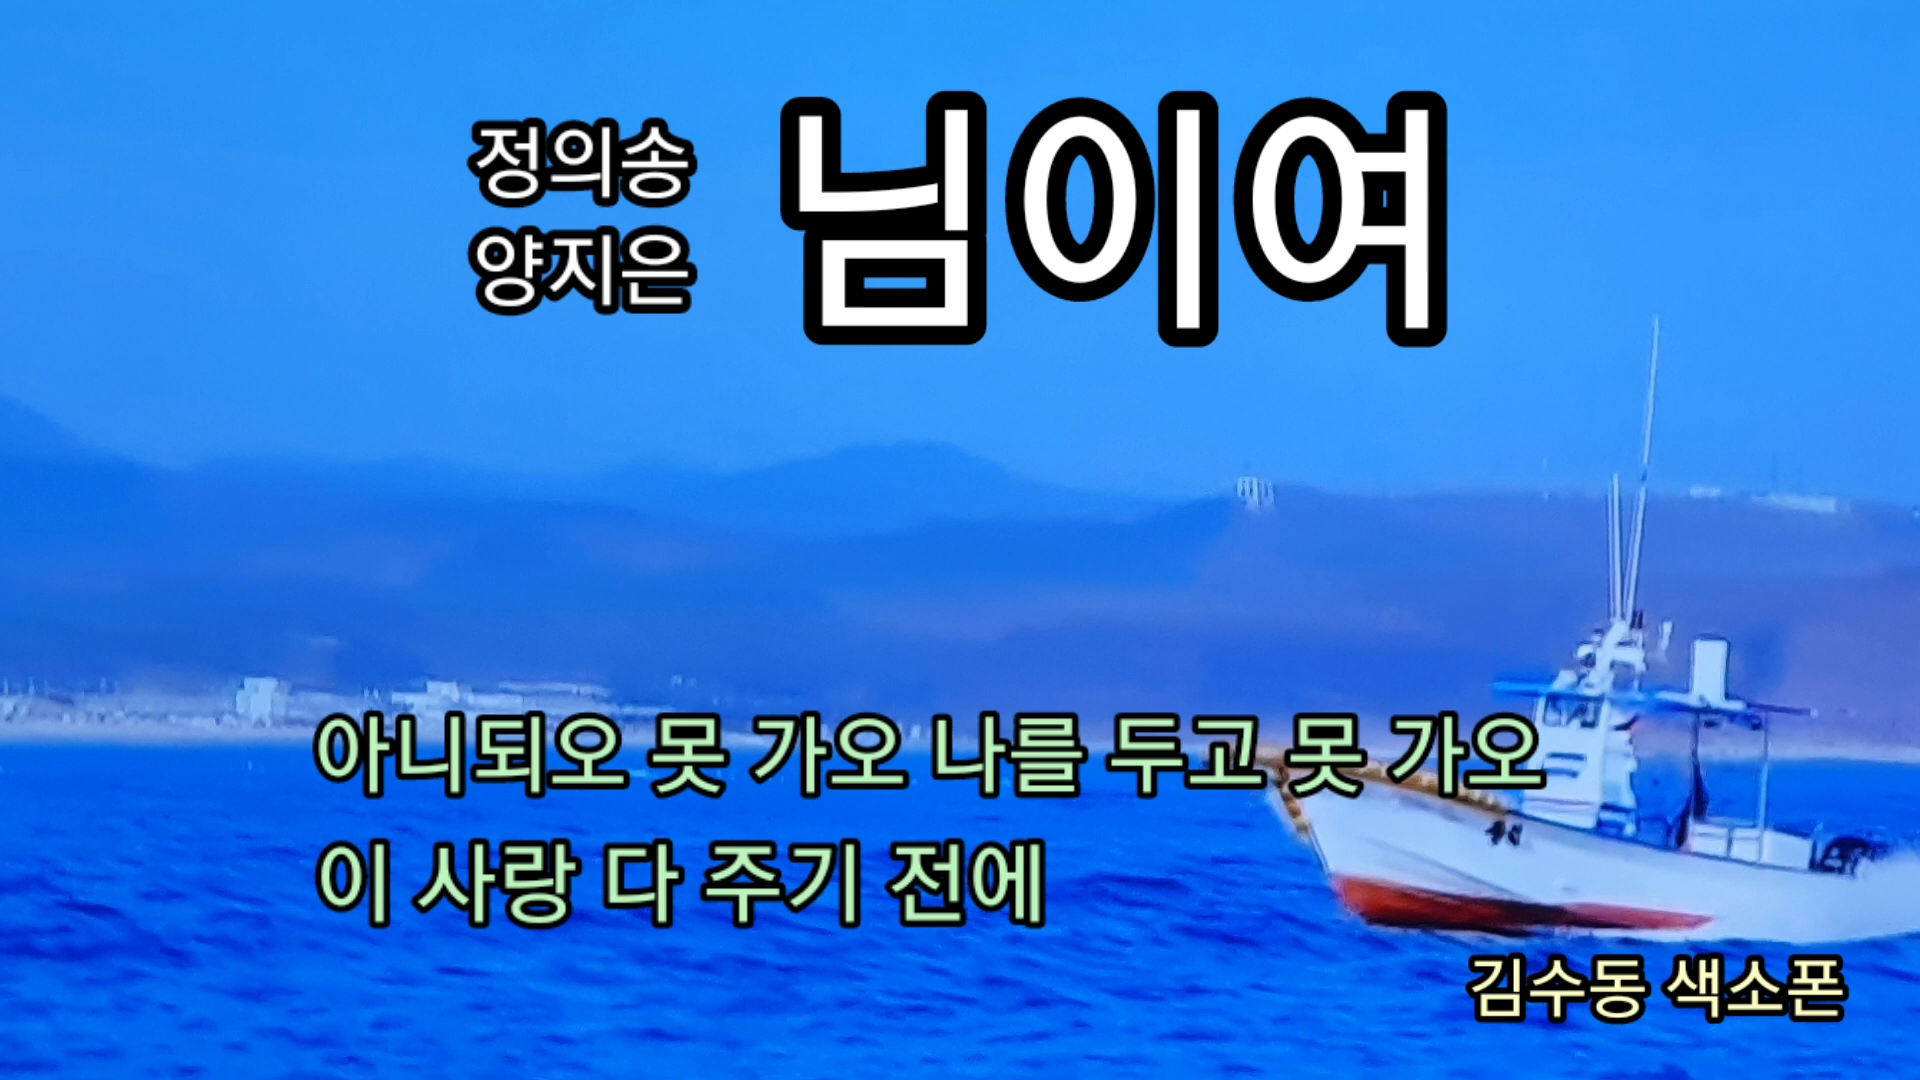 정의송
양지은
님이여
아니되오 못 가오 나를 두고 못 가오
이 사랑 다 주기 전에
김수동 색소폰